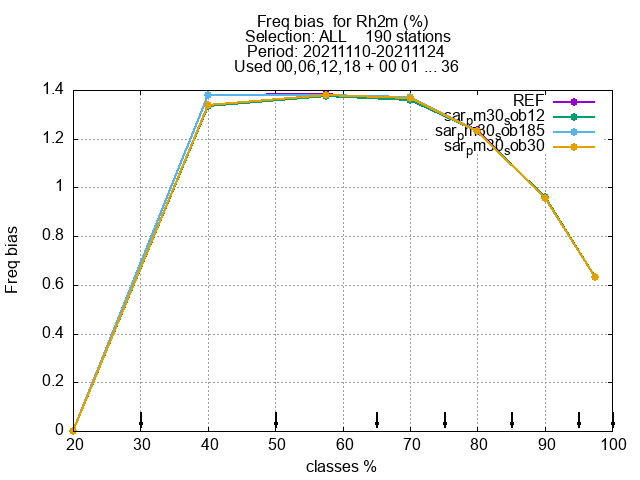 Freq bias  for Rh2m (%)
Selection: ALL    190 stations
Period: 20211110-20211124
Used 00,06,12,18 + 00 01 ... 36
REF
sar_pm30_sob12
sar_pm30_sob185
sar_pm30_sob30
1.4
1.2
1
0.8
0.6
0.4
0.2
0
Freq bias
20 30 40 50 60 70 80 90 100
classes %